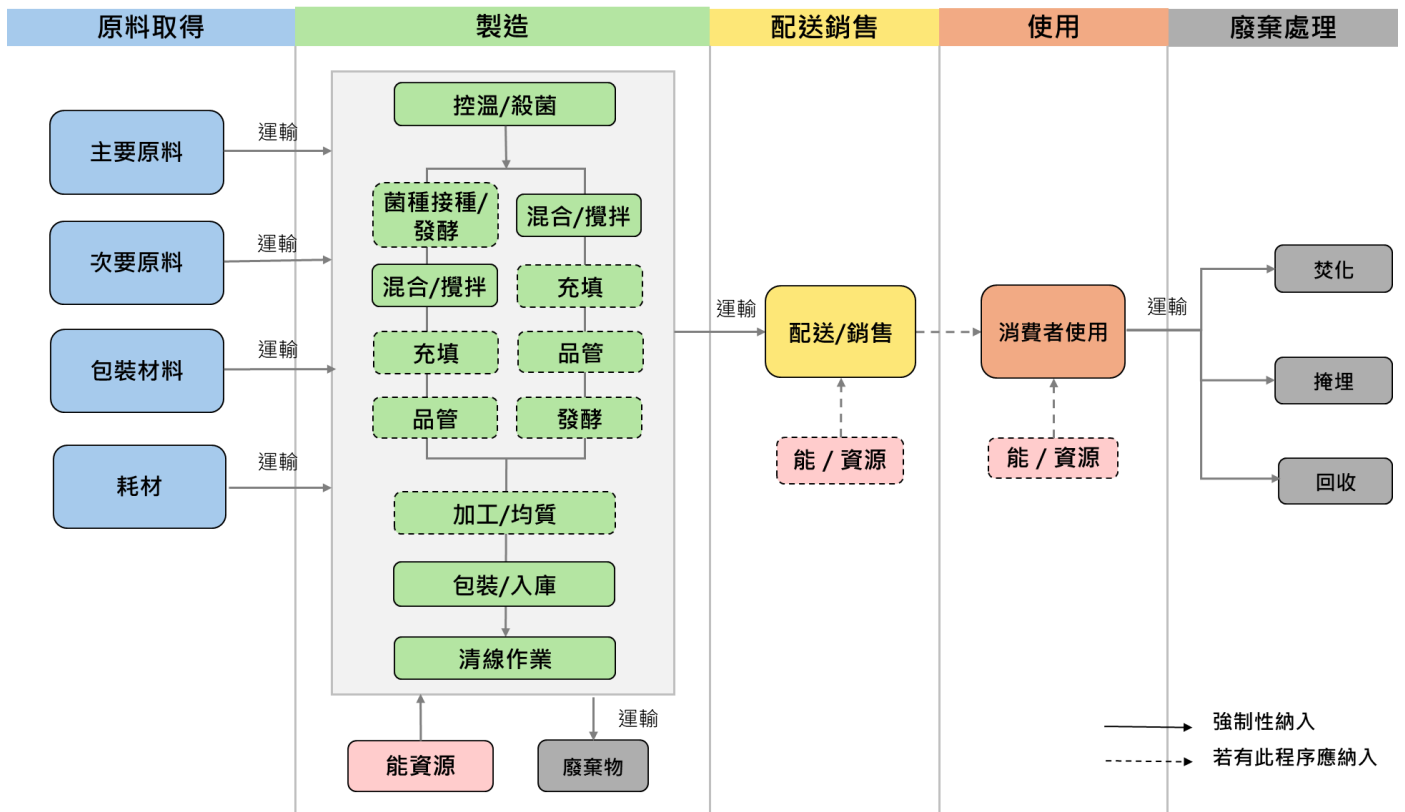 原料取得
製造
配送銷售
使用
廢棄處理
主要原料
運輸
次要原料
運輸
包裝材料
運輸
耗材
運輸
控溫/殺菌
菌種接種/
發酵
混合/攪拌
充填
品管
混合/攪拌
充填
品管
發酵
加工/均質
包裝/入庫
清線作業
能資源
運輸
廢棄物
運輸
配送/銷售
能 / 資源
消費者使用
能 / 資源
運輸
焚化
掩埋
回收
強制性納入
若有此程序應納入